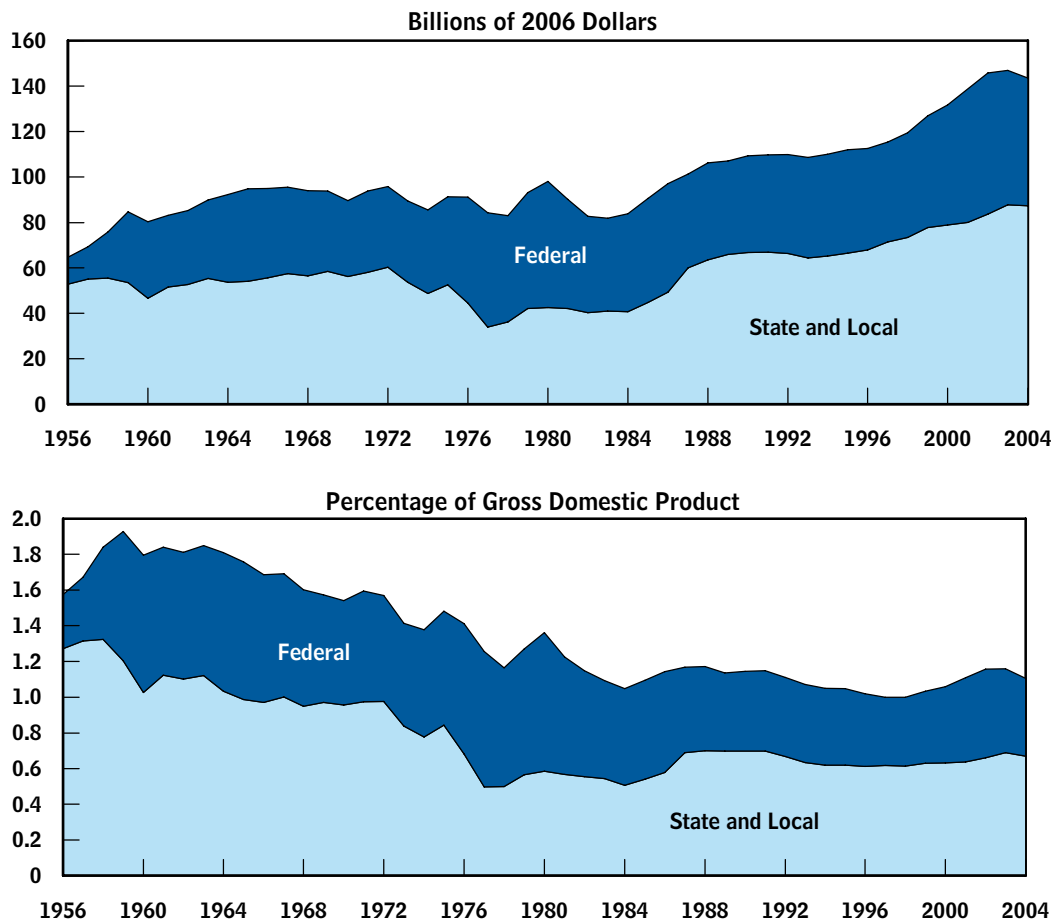 Billions of 2006 Dollars
160
140
120
100
80
60
40
20
0
Federal
State and Local
1956 1960 1964 1968 1972 1976 1980 1984 1988 1992 1996 2000 2004
Percentage of Gross Domestic Product
2.0
1.8
1.6
1.4
1.2
1.0
0.8
0.6
0.4
0.2
0
Federal
State and Local
1956 1960 1964 1968 1972 1976 1980 1984 1988 1992 1996 2000 2004